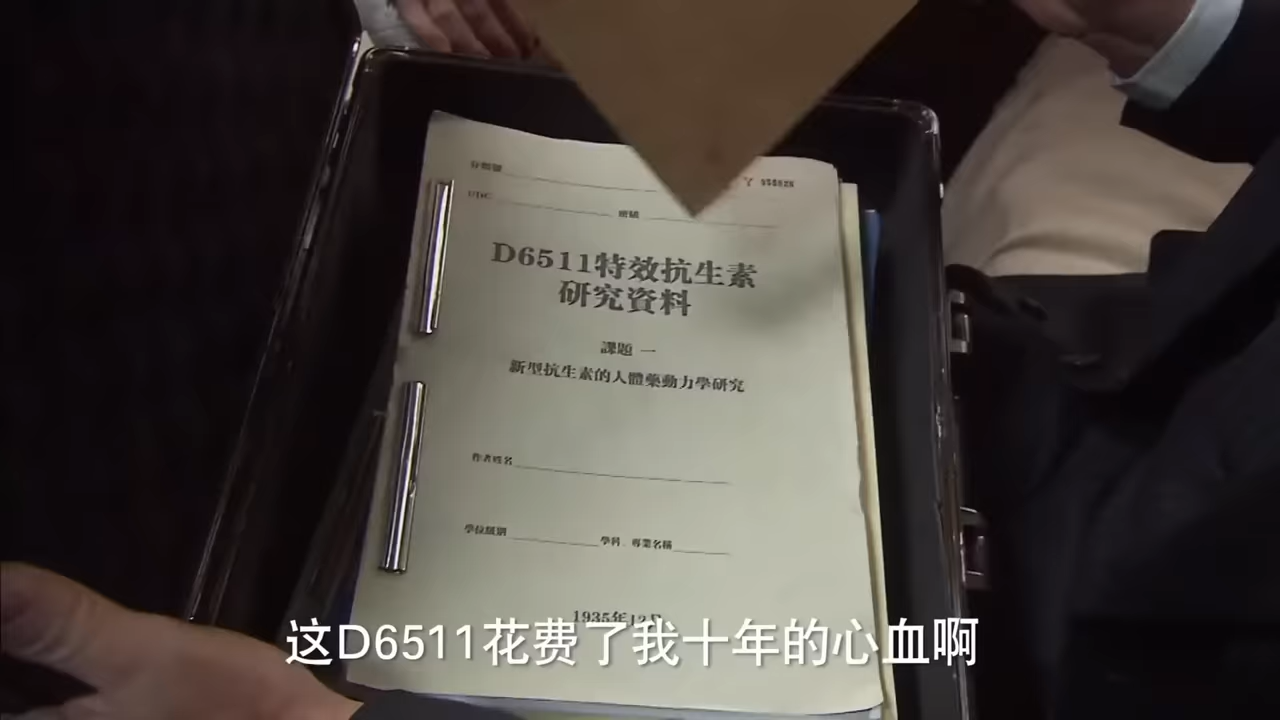 分類號
UDC
密級
D6511特效抗生素
研究資料
課題 一
新型抗生素的人體藥動力學研究
作者姓名
學位級別
學科、專業名稱
1935年12月
这D6511花费了我十年的心血啊